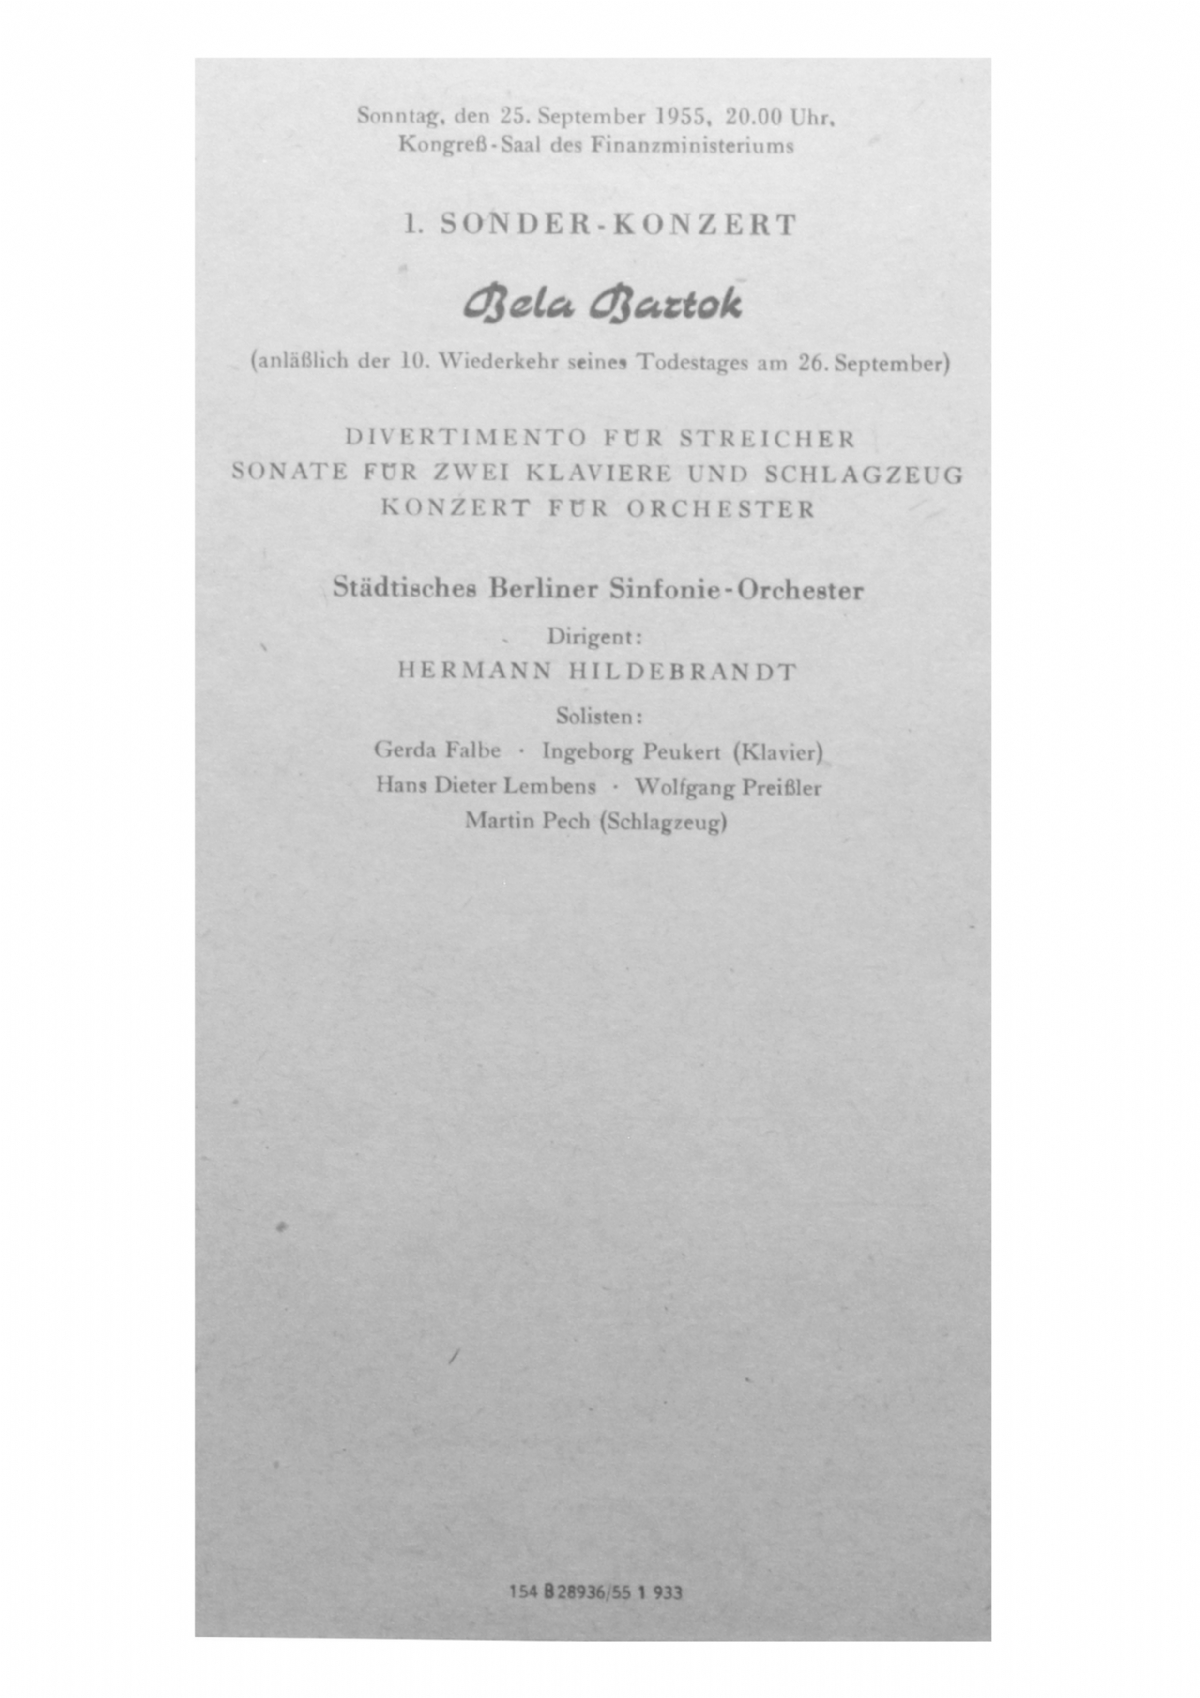 Sonntag, den 25. September 1955, 20.00 Uhr,
Kongreß-Saal des Finanzministeriums
1. SONDER-KONZERT
Bela Bartok
(anläßlich der 10. Wiederkehr seines Todestages am 26. September)
DIVERTIMENTO FÜR STREICHER
SONATE FÜR ZWEI KLAVIERE UND SCHLAGZEUG
KONZERT FÜR ORCHESTER
Städtisches Berliner Sinfonie-Orchester
Dirigent:
HERMANN HILDEBRANDT
Solisten:
Gerda Falbe · Ingeborg Peukert (Klavier)
Hans Dieter Lembens · Wolfgang Preißler
Martin Pech (Schlagzeug)
154 B 28936/55 1 933